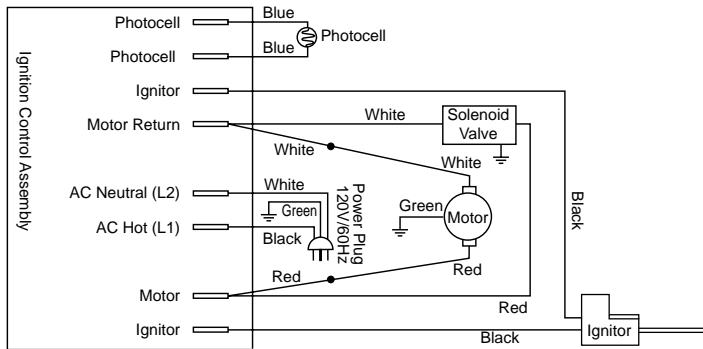 Blue
Photocell
Blue
Photocell
Photocell
Ignitor
Motor Return
White
Solenoid
Valve
White
White
AC Neutral (L2)
White
Green
AC Hot (L1)
Black
Power Plug
120V/60Hz
Green
Motor
Black
Red
Red
Motor
Red
Ignitor
Black
Ignitor
Ignition Control Assembly